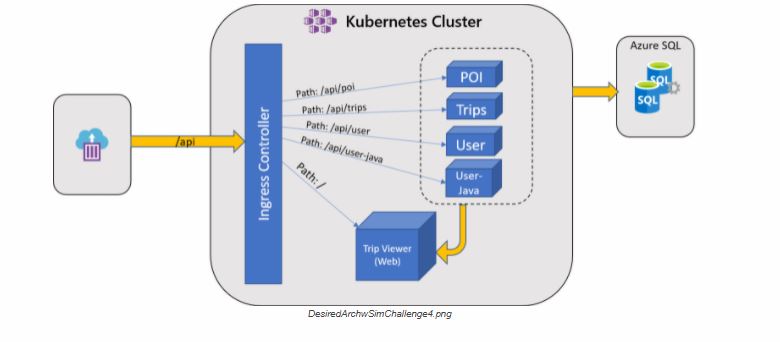 Kubernetes Cluster
Azure SQL
SQL
SQL
/api
Ingress Controller
Path: /api/poi
Path: /api/trips
Path: /api/user
Path: /api/user-java
Path: /
POI
Trips
User
User-
Java
Trip Viewer
(Web)
DesiredArchwSimChallenge4.png